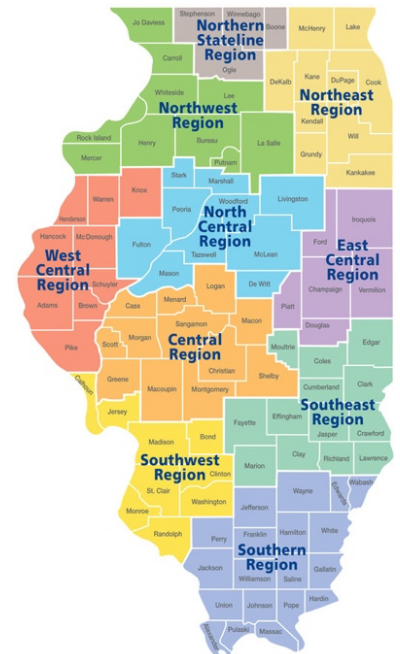 Jo Daviess
Stephenson
Winnebago
Boone
McHenry
Lake
Northern
Stateline
Region
Ogle
Carroll
Whiteside
Lee
DeKalb
Kane
DuPage
Cook
Northwest
Region
Northeast
Region
Kendall
Will
Rock Island
Henry
Bureau
La Salle
Grundy
Mercer
Putnam
Kankakee
Stark
Marshall
Knox
Warren
Henderson
Peoria
Woodford
Livingston
Iroquois
North
Central
Region
Fulton
Tazewell
McLean
Ford
East
Central
Region
Hancock
McDonough
West
Central
Region
Schuyler
Mason
Logan
De Witt
Champaign
Vermilion
Adams
Brown
Cass
Menard
Piatt
Macon
Sangamon
Douglas
Edgar
Pike
Scott
Morgan
Central
Region
Christian
Moultrie
Coles
Shelby
Cumberland
Clark
Calhoun
Greene
Macoupin
Montgomery
Southeast
Region
Jersey
Fayette
Effingham
Jasper
Crawford
Madison
Bond
Southwest
Region
Clinton
Marion
Clay
Richland
Lawrence
St. Clair
Washington
Wayne
Edwards
Wabash
Monroe
Jefferson
Randolph
Perry
Franklin
Hamilton
White
Southern
Region
Jackson
Williamson
Saline
Gallatin
Union
Johnson
Pope
Hardin
Alexander
Pulaski
Massac